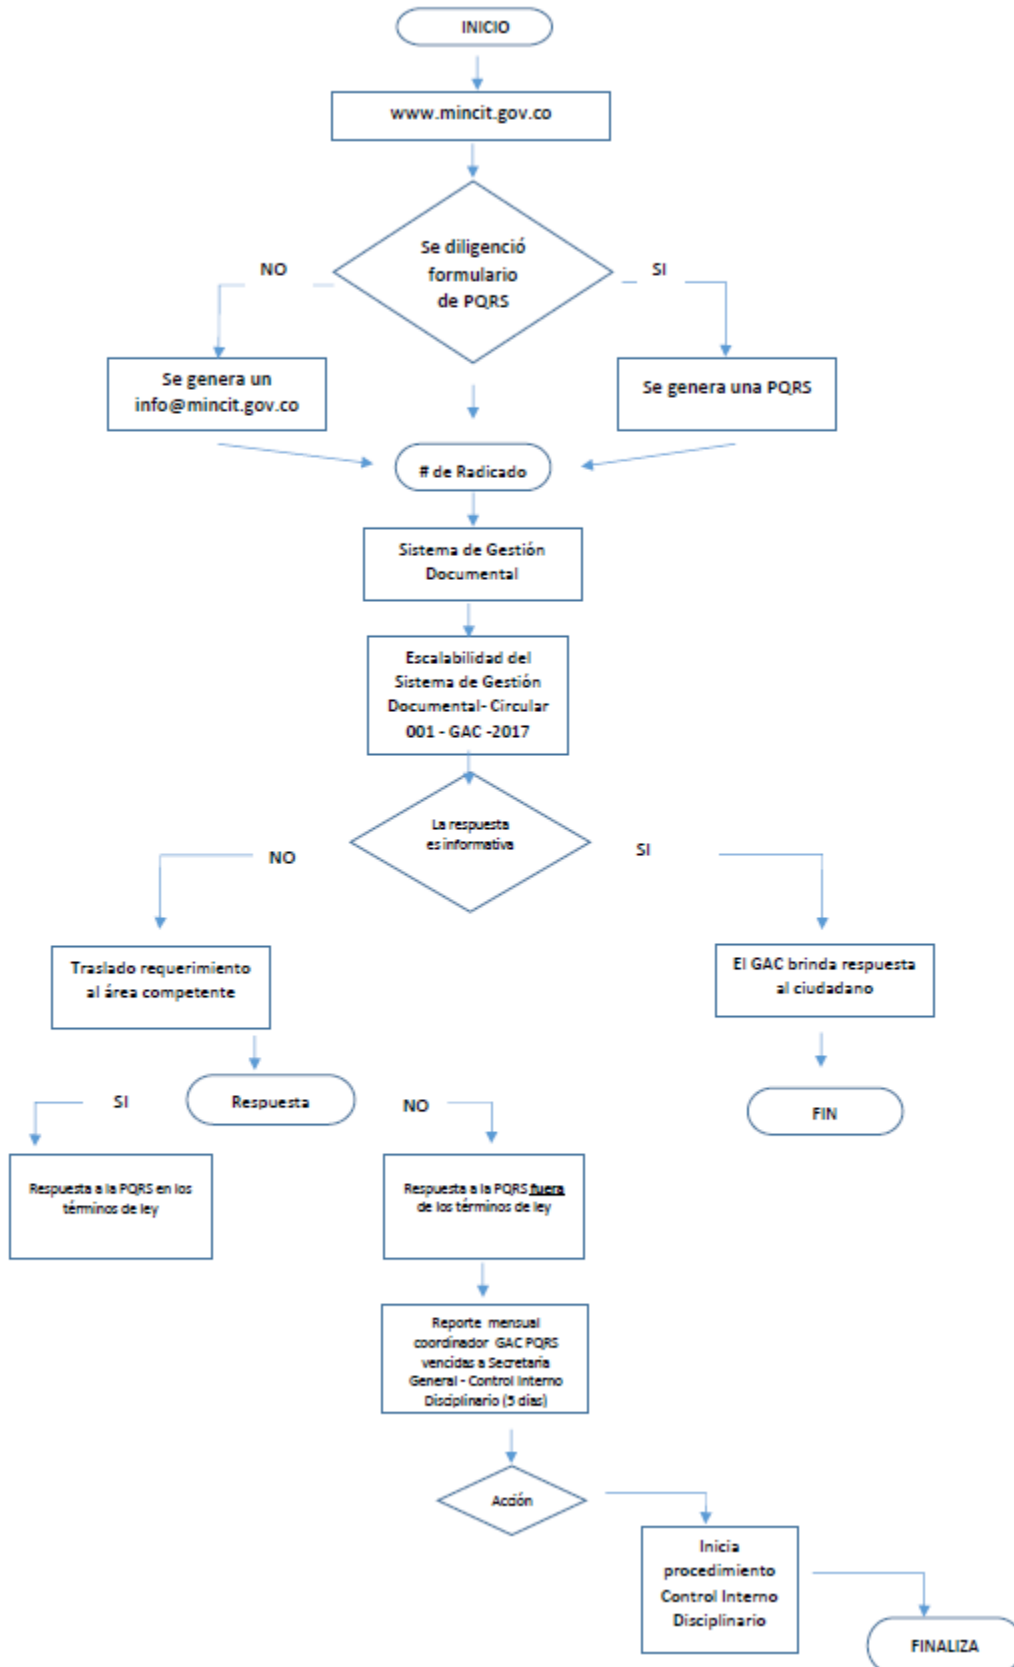 INICIO
www.mincit.gov.co
Se diligenció
formulario
de PQRS
NO
SI
Se genera un
info@mincit.gov.co
Se genera una PQRS
# de Radicado
Sistema de Gestión
Documental
Escalabilidad del
Sistema de Gestión
Documental- Circular
001 - GAC -2017
La respuesta
es informativa
NO
SI
Traslado requerimiento
al área competente
El GAC brinda respuesta
al ciudadano
SI
Respuesta
NO
FIN
Respuesta a la PQRS en los
términos de ley
Respuesta a la PQRS fuera
de los términos de ley
Reporte mensual
coordinador GAC PQRS
vencidas a Secretaría
General - Control Interno
Disciplinario (5 días)
Acción
Inicia
procedimiento
Control Interno
Disciplinario
FINALIZA